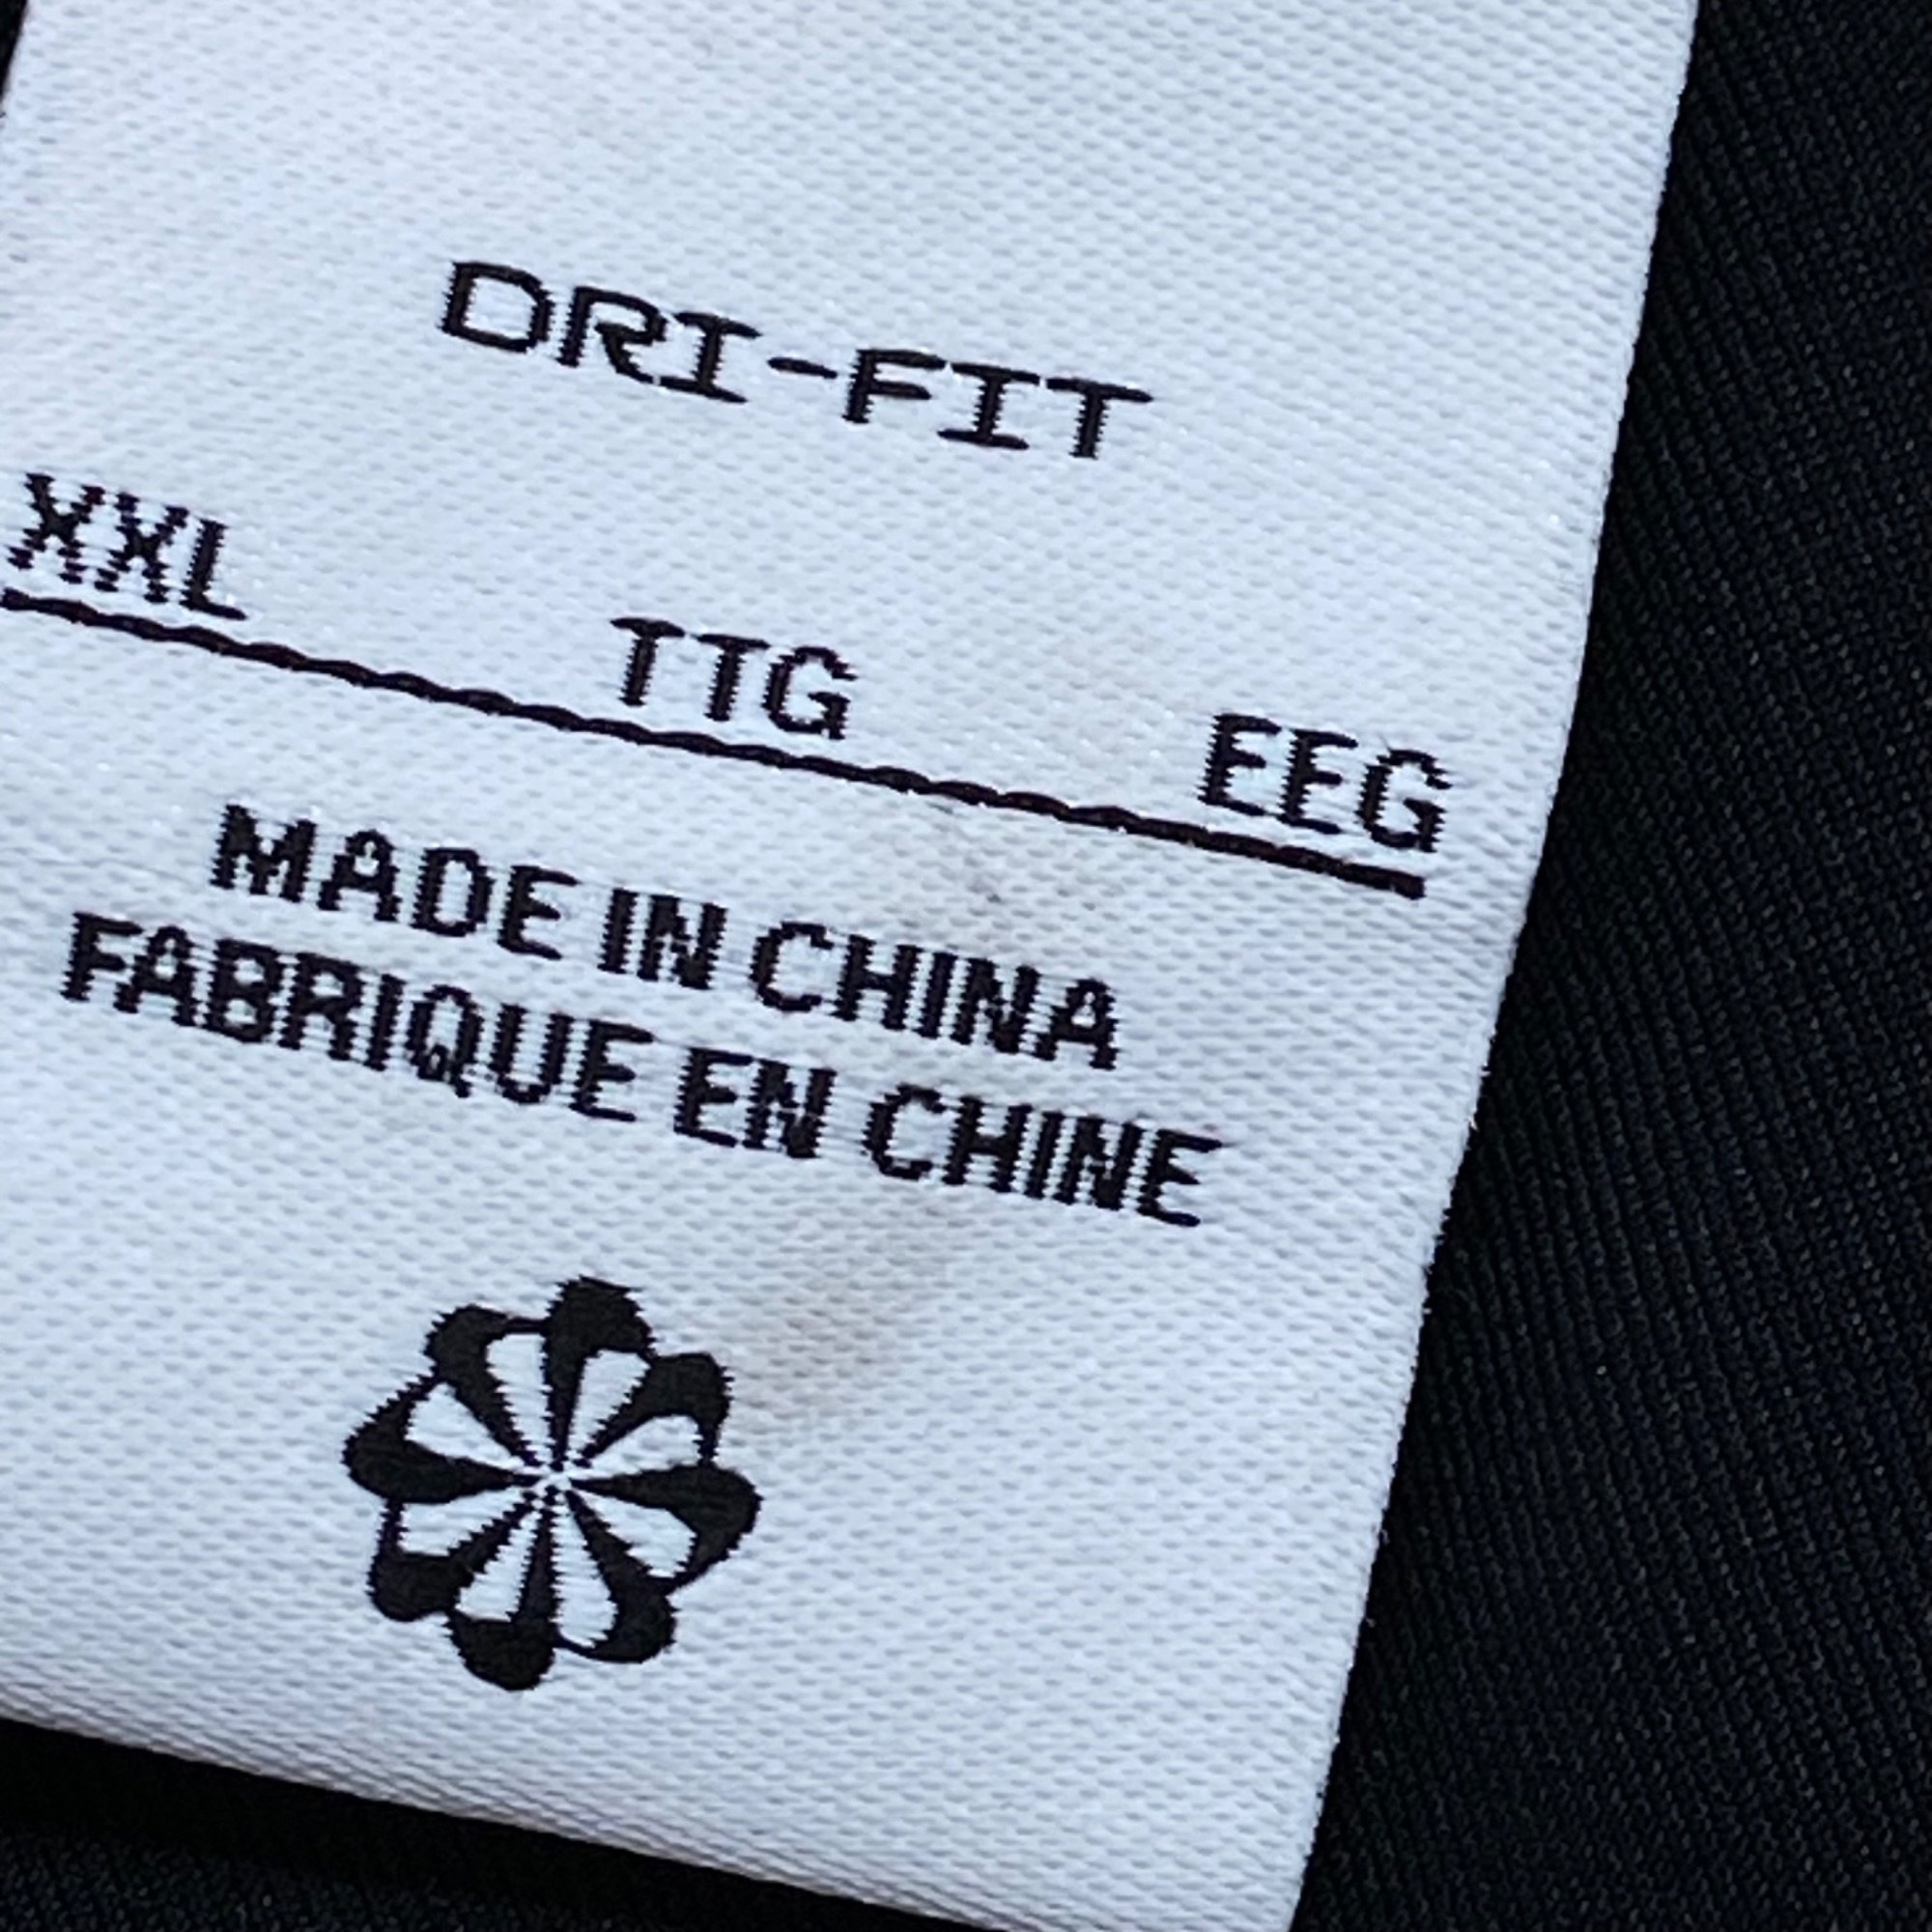 DRI-FIT
XXL TTG EEG
MADE IN CHINA
FABRIQUE EN CHINE